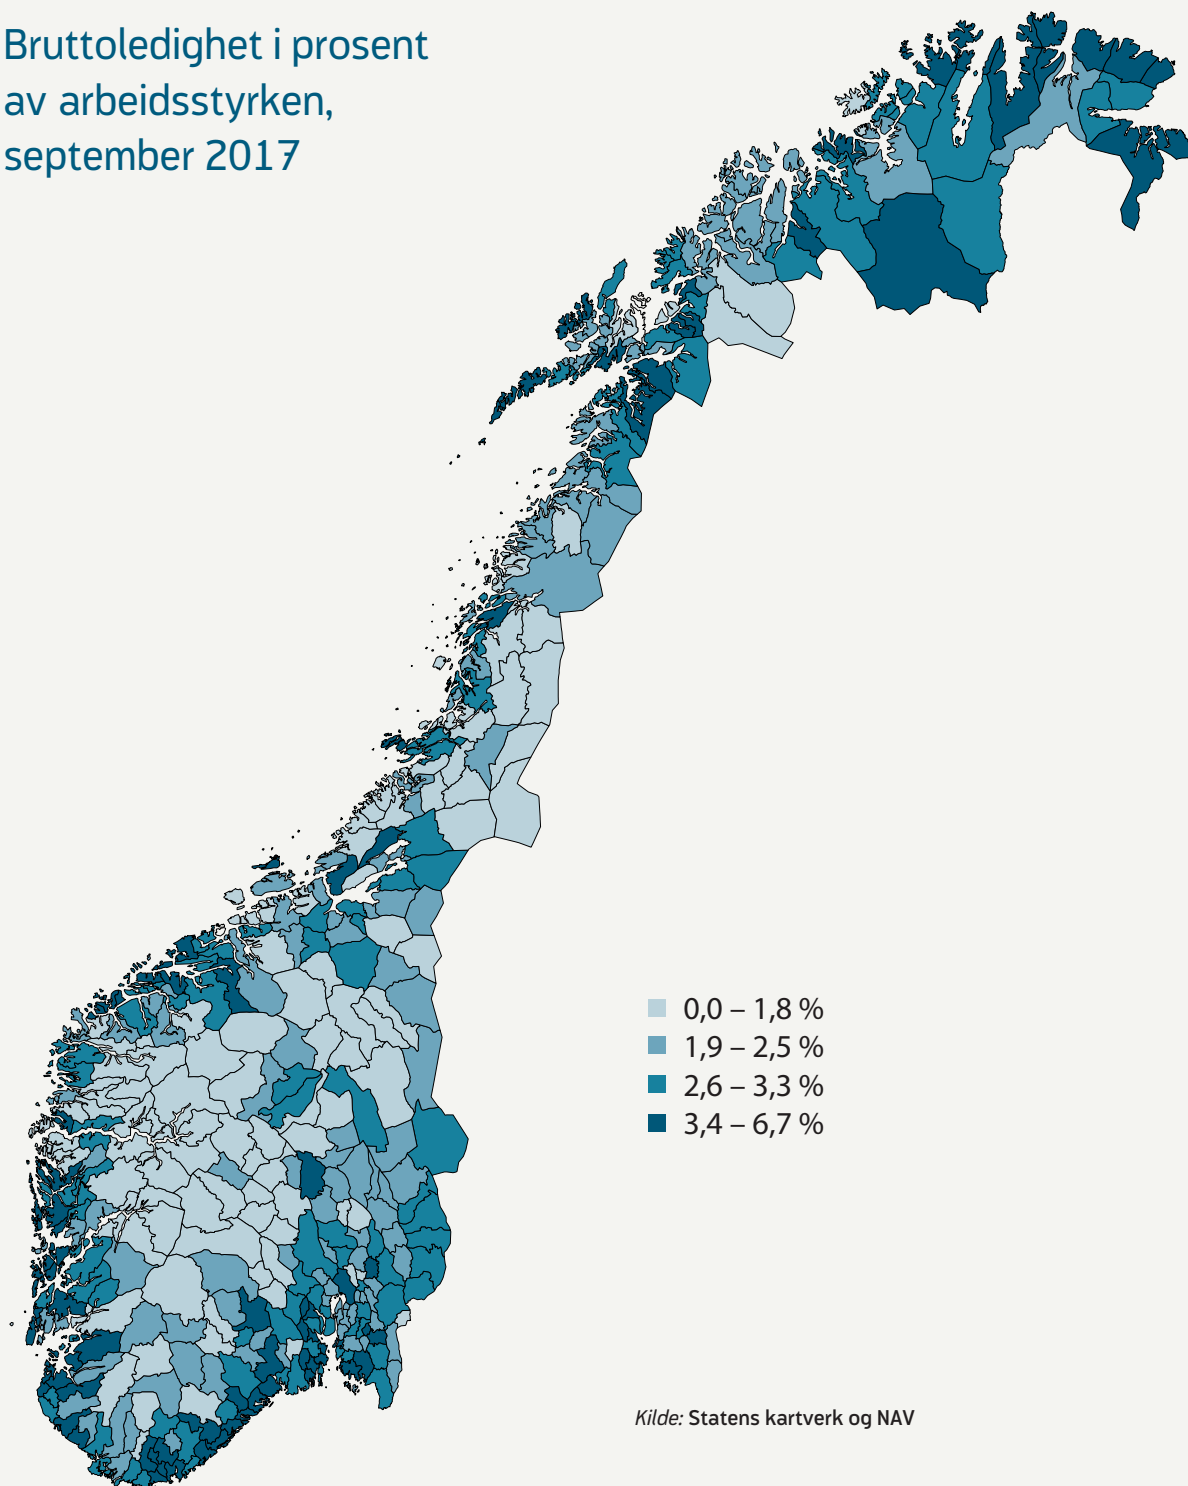 Bruttoledighet i prosent
av arbeidsstyrken,
september 2017
0,0 – 1,8 %
1,9 – 2,5 %
2,6 – 3,3 %
3,4 – 6,7 %
Kilde: Statens kartverk og NAV